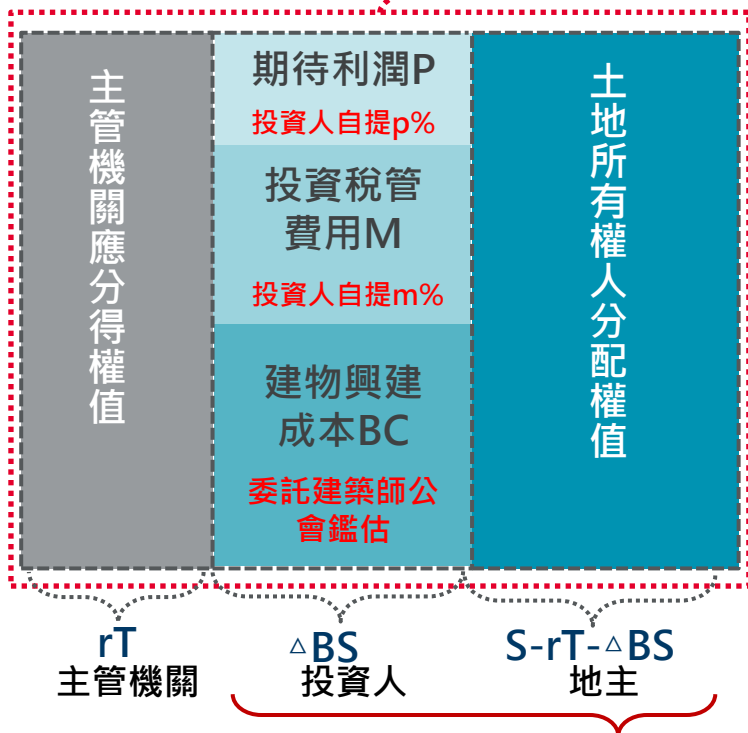 主管機關應分得權值
期待利潤P
投資人自提p%
投資稅管
費用M
投資人自提m%
建物興建
成本BC
委託建築師公
會鑑估
土地所有權人分配權值
rT
主管機關
△BS
投資人
S-rT-△BS
地主